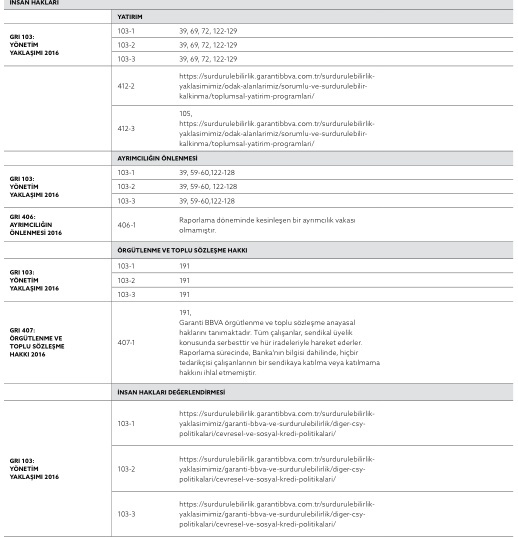 İNSAN HAKLARI
YATIRIM
GRI 103:
YÖNETİM
YAKLAŞIMI 2016
103-1 39, 69, 72, 122-129
103-2 39, 69, 72, 122-129
103-3 39, 69, 72, 122-129
412-2
https://surdurulebilirlik.garantibbva.com.tr/surdurulebilirlik-
yaklasimimiz/odak-alanlarimiz/sorumlu-ve-surdurulebilir-
kalkinma/toplumsal-yatirim-programlari/
412-3
105,
https://surdurulebilirlik.garantibbva.com.tr/surdurulebilirlik-
yaklasimimiz/odak-alanlarimiz/sorumlu-ve-surdurulebilir-
kalkinma/toplumsal-yatirim-programlari/
AYRIMCILIĞIN ÖNLENMESİ
GRI 103:
YÖNETİM
YAKLAŞIMI 2016
103-1 39, 59-60,122-128
103-2 39, 59-60, 122-128
103-3 39, 59-60,122-128
GRI 406:
AYRIMCILIĞIN
ÖNLENMESİ 2016
406-1
Raporlama döneminde kesinleşen bir ayrımcılık vakası
olmamıştır.
ÖRGÜTLENME VE TOPLU SÖZLEŞME HAKKI
GRI 103:
YÖNETİM
YAKLAŞIMI 2016
103-1 191
103-2 191
103-3 191
GRI 407:
ÖRGÜTLENME VE
TOPLU SÖZLEŞME
HAKKI 2016
407-1
191,
Garanti BBVA örgütlenme ve toplu sözleşme anayasal
haklarını tanımaktadır. Tüm çalışanlar, sendikal üyelik
konusunda serbesttir ve hür iradeleriyle hareket ederler.
Raporlama sürecinde, Banka'nın bilgisi dahilinde, hiçbir
tedarikçisi çalışanlarının bir sendikaya katılma veya katılmama
hakkını ihlal etmemiştir.
İNSAN HAKLARI DEĞERLENDİRMESİ
GRI 103:
YÖNETİM
YAKLAŞIMI 2016
103-1
https://surdurulebilirlik.garantibbva.com.tr/surdurulebilirlik-
yaklasimimiz/garanti-bbva-ve-surdurulebilirlik/diger-csy-
politikalari/cevresel-ve-sosyal-kredi-politikalari/
103-2
https://surdurulebilirlik.garantibbva.com.tr/surdurulebilirlik-
yaklasimimiz/garanti-bbva-ve-surdurulebilirlik/diger-csy-
politikalari/cevresel-ve-sosyal-kredi-politikalari/
103-3
https://surdurulebilirlik.garantibbva.com.tr/surdurulebilirlik-
yaklasimimiz/garanti-bbva-ve-surdurulebilirlik/diger-csy-
politikalari/cevresel-ve-sosyal-kredi-politikalari/